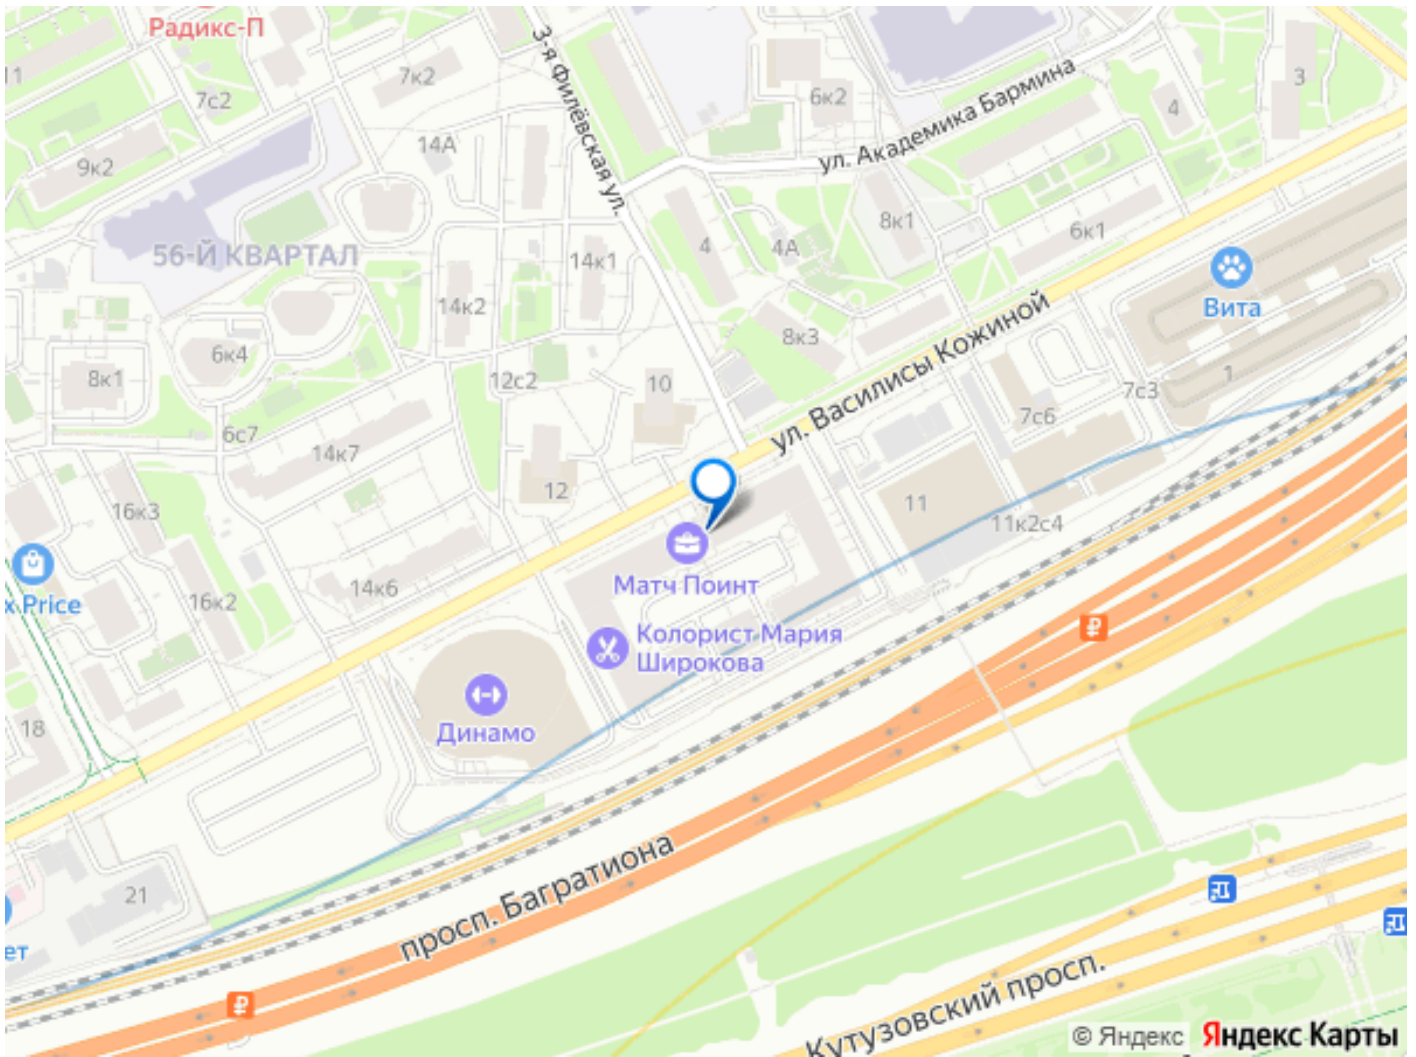 Радикс-П
11
7к2
7с2
9к2
14А
3-я Филёвская ул.
6к2
ул. Академика Бармина
4
3
56-Й КВАРТАЛ
14к1
14к2
4
4А
8к1
6к1
Вита
8к3
ул. Василисы Кожиной
6к4
8к1
12с2
10
7с3
1
7с6
6с7
14к7
12
11
11к2с4
16к3
x Price
16к2
14к6
Матч Поинт
Колорист Мария
Широкова
18
Динамо
21
ет
просп. Багратиона
Кутузовский просп.
© Яндекс Яндекс Карты